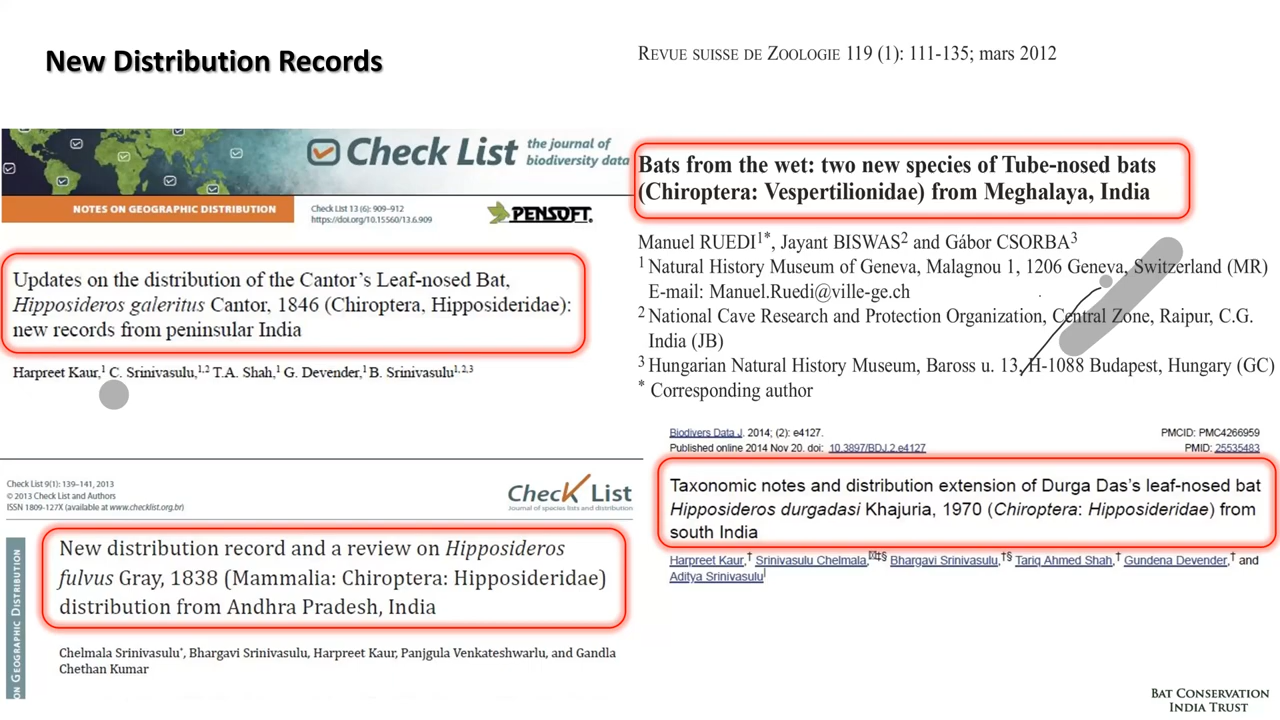 New Distribution Records
Check List
the journal of
biodiversity data
NOTES ON GEOGRAPHIC DISTRIBUTION
Check List 13 (6): 909–912
https://doi.org/10.15560/13.6.909
PENSOFT.
Updates on the distribution of the Cantor's Leaf-nosed Bat,
Hipposideros galeritus Cantor, 1846 (Chiroptera, Hipposideridae):
new records from peninsular India
Harpreet Kaur,1 C. Srinivasulu,1,2 T.A. Shah,1 G. Devender,1 B. Srinivasulu1,2,3
Check List 9(1): 139–141, 2013
© 2013 Check List and Authors
ISSN 1809-127X (available at www.checklist.org.br)
Check List
Journal of species lists and distribution
ON GEOGRAPHIC DISTRIBUTION
New distribution record and a review on Hipposideros
fulvus Gray, 1838 (Mammalia: Chiroptera: Hipposideridae)
distribution from Andhra Pradesh, India
Chelmala Srinivasulu*, Bhargavi Srinivasulu, Harpreet Kaur, Panjgula Venkateshwarlu, and Gandla
Chethan Kumar
REVUE SUISSE DE ZOOLOGIE 119 (1): 111-135; mars 2012
Bats from the wet: two new species of Tube-nosed bats
(Chiroptera: Vespertilionidae) from Meghalaya, India
Manuel RUEDI1*, Jayant BISWAS2 and Gábor CSORBA3
1 Natural History Museum of Geneva, Malagnou 1, 1206 Geneva, Switzerland (MR)
E-mail: Manuel.Ruedi@ville-ge.ch
2 National Cave Research and Protection Organization, Central Zone, Raipur, C.G.
India (JB)
3 Hungarian Natural History Museum, Baross u. 13, H-1088 Budapest, Hungary (GC)
* Corresponding author
Biodivers Data J. 2014; (2): e4127. PMCID: PMC4266959
Published online 2014 Nov 20. doi: 10.3897/BDJ.2.e4127 PMID: 25535483
Taxonomic notes and distribution extension of Durga Das's leaf-nosed bat
Hipposideros durgadasi Khajuria, 1970 (Chiroptera: Hipposideridae) from
south India
Harpreet Kaur,† Srinivasulu Chelmala,✉‡§ Bhargavi Srinivasulu,†§ Tariq Ahmed Shah,† Gundena Devender,† and
Aditya Srinivasulu|
BAT CONSERVATION
INDIA TRUST